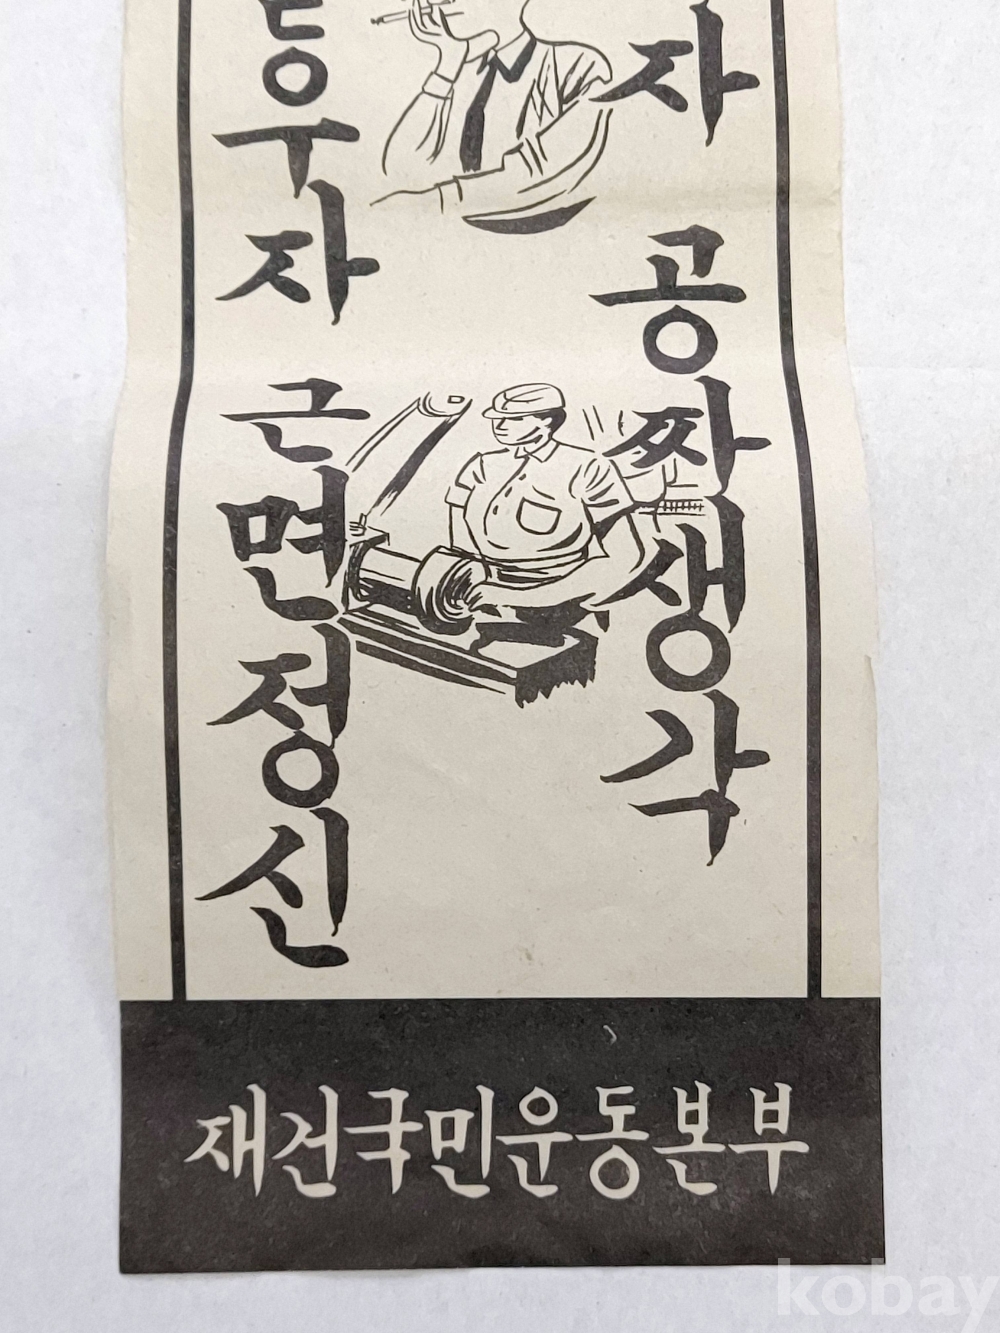 자 공짜생각
우자 근면정신
재건국민운동본부
kobay